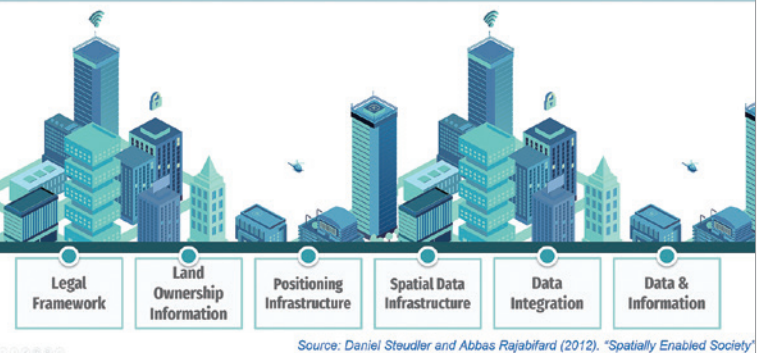 Legal
Framework
Land
Ownership
Information
Positioning
Infrastructure
Spatial Data
Infrastructure
Data
Integration
Data &
Information
Source: Daniel Steudler and Abbas Rajabifard (2012). "Spatially Enabled Society"